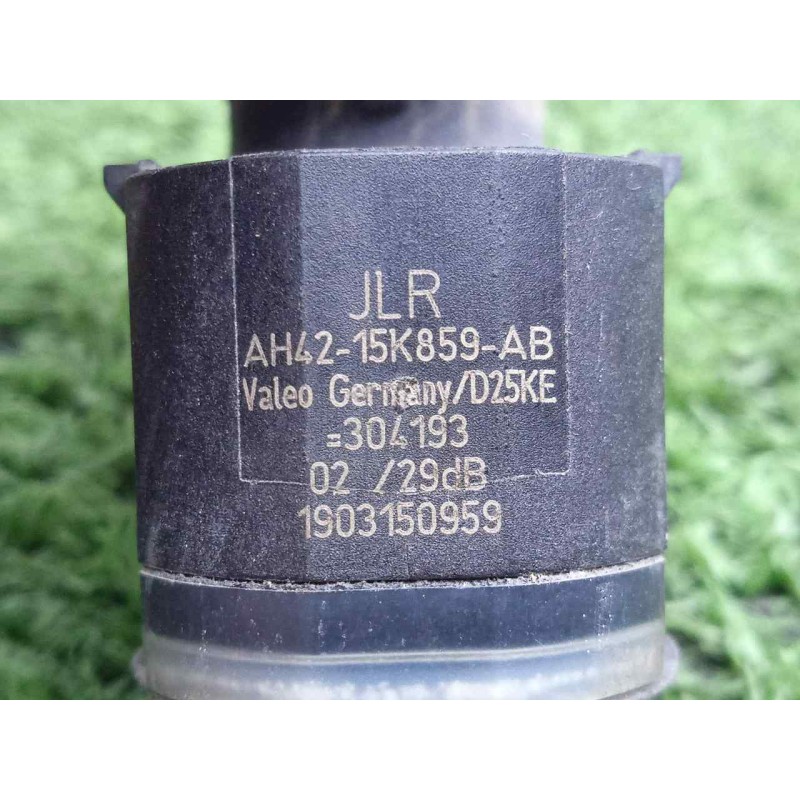 JLR
AH42-15K859-AB
Valeo Germany/D25KE
=304193
02 /29dB
1903150959